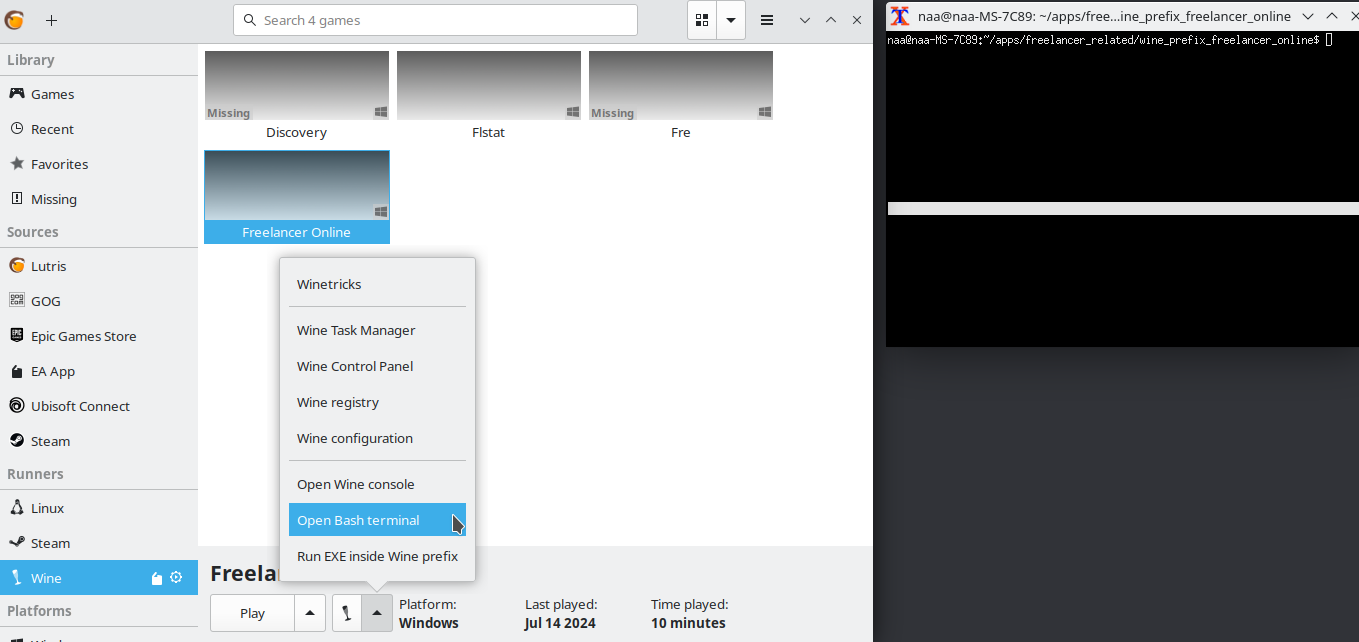 Search 4 games
Library
Games
Recent
Favorites
Missing
Sources
Lutris
GOG
Epic Games Store
EA App
Ubisoft Connect
Steam
Runners
Linux
Steam
Wine
Platforms
Missing
Discovery
Flstat
Missing
Fre
Freelancer Online
Winetricks
Wine Task Manager
Wine Control Panel
Wine registry
Wine configuration
Open Wine console
Open Bash terminal
Run EXE inside Wine prefix
Freela
Play
Platform:
Windows
Last played:
Jul 14 2024
Time played:
10 minutes
naa@naa-MS-7C89: ~/apps/free...ine_prefix_freelancer_online
naa@naa-MS-7C89:~/apps/freelancer_related/wine_prefix_freelancer_online$